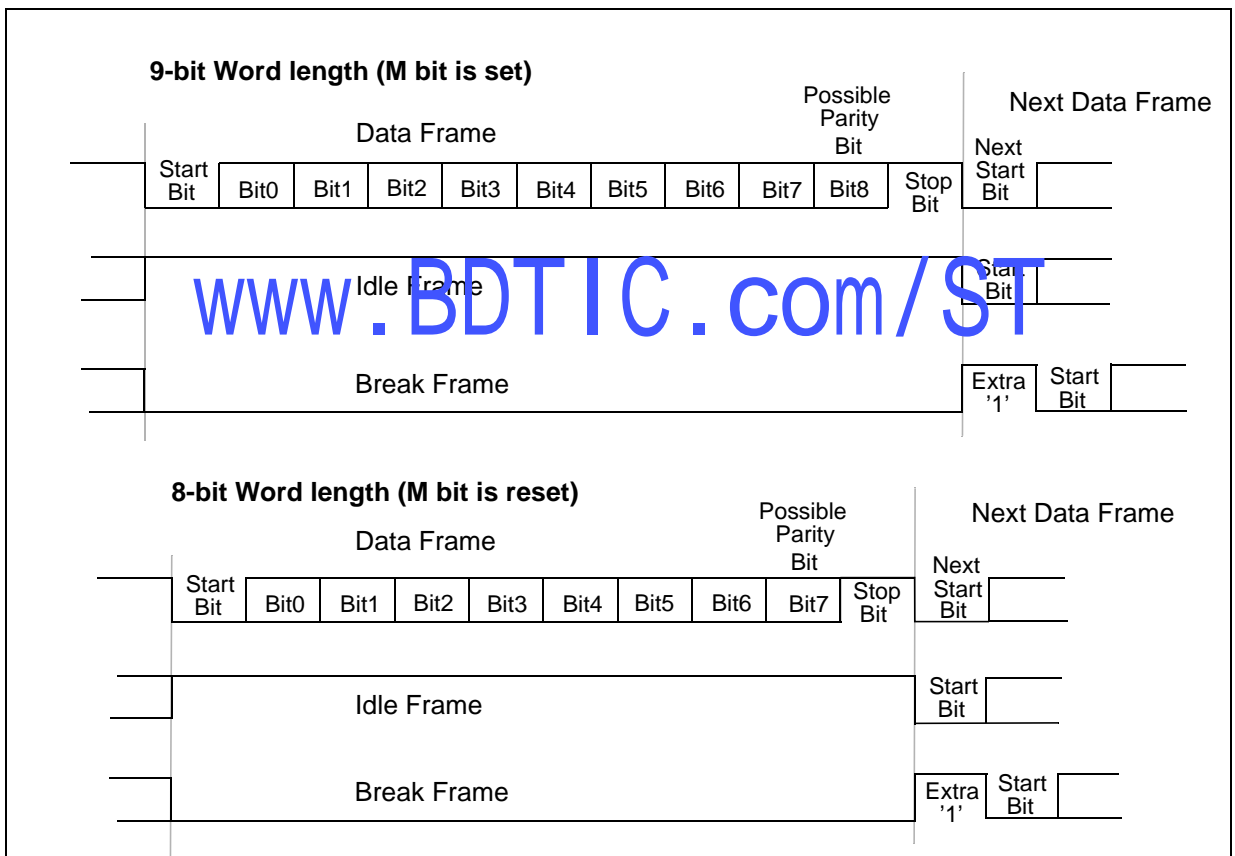 9-bit Word length (M bit is set)
Possible
Parity
Bit
Next Data Frame
Data Frame
Start
Bit
Bit0
Bit1
Bit2
Bit3
Bit4
Bit5
Bit6
Bit7
Bit8
Stop
Bit
Next
Start
Bit
Idle Frame
Start
Bit
www.BDTIC.com/ST
Break Frame
Extra
'1'
Start
Bit
8-bit Word length (M bit is reset)
Possible
Parity
Bit
Next Data Frame
Data Frame
Start
Bit
Bit0
Bit1
Bit2
Bit3
Bit4
Bit5
Bit6
Bit7
Stop
Bit
Next
Start
Bit
Idle Frame
Start
Bit
Break Frame
Extra
'1'
Start
Bit